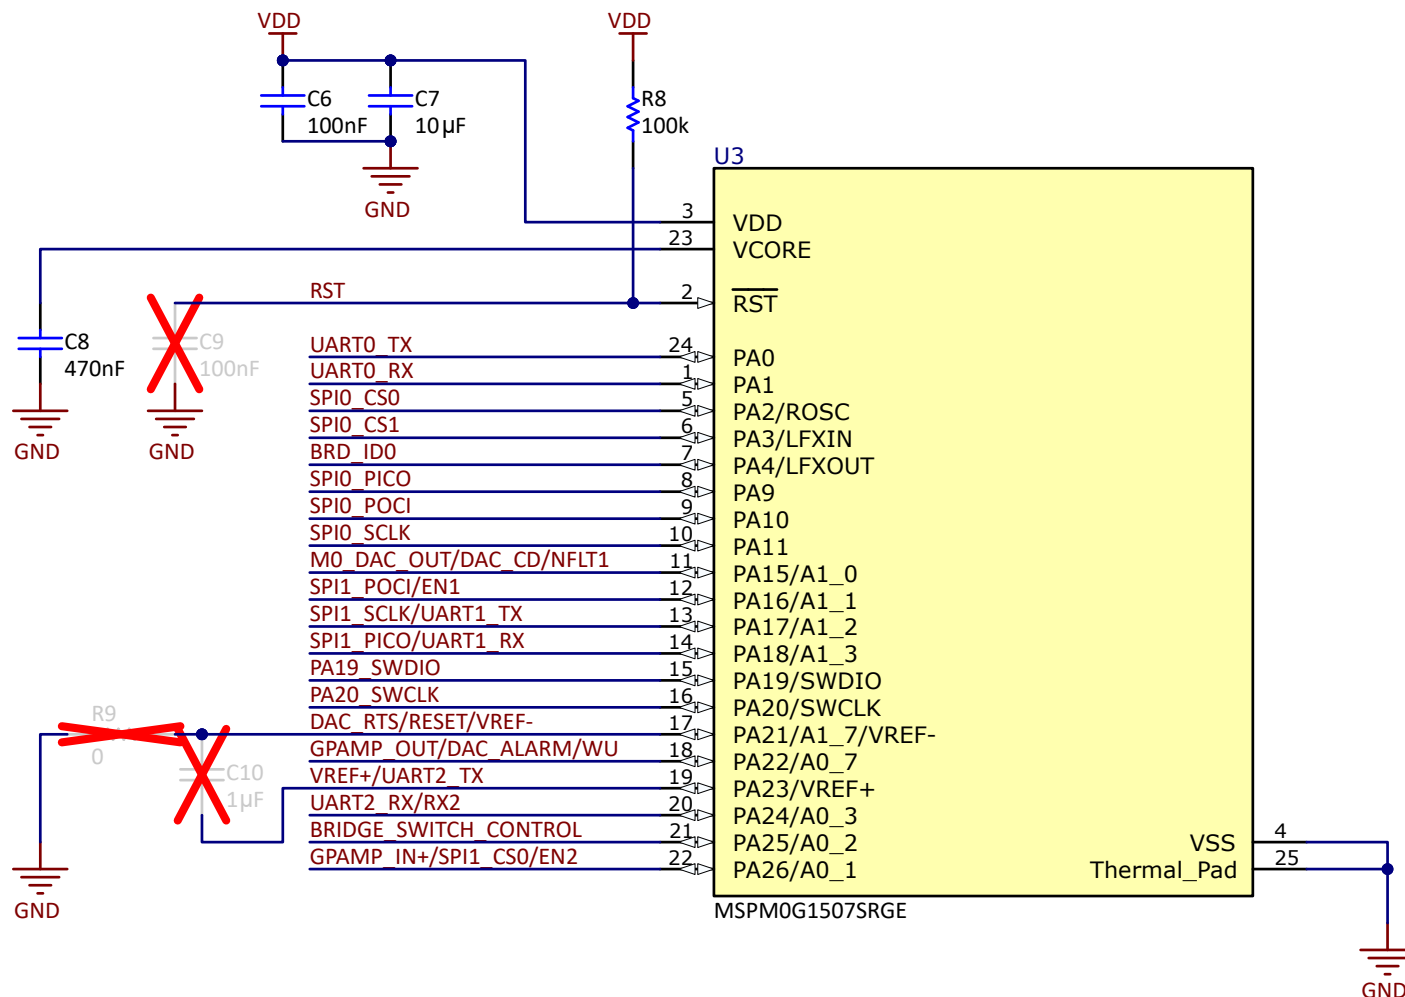 VDD
VDD
C6
100nF
C7
10µF
R8
100k
GND
U3
3
VDD
23
VCORE
RST
2
RST
C8
470nF
C9
100nF
GND
GND
UART0_TX
24
PA0
UART0_RX
1
PA1
SPI0_CS0
5
PA2/ROSC
SPI0_CS1
6
PA3/LFXIN
BRD_ID0
7
PA4/LFXOUT
SPI0_PICO
8
PA9
SPI0_POCI
9
PA10
SPI0_SCLK
10
PA11
M0_DAC_OUT/DAC_CD/NFLT1
11
PA15/A1_0
SPI1_POCI/EN1
12
PA16/A1_1
SPI1_SCLK/UART1_TX
13
PA17/A1_2
SPI1_PICO/UART1_RX
14
PA18/A1_3
PA19_SWDIO
15
PA19/SWDIO
PA20_SWCLK
16
PA20/SWCLK
R9
0
DAC_RTS/RESET/VREF-
17
PA21/A1_7/VREF-
GPAMP_OUT/DAC_ALARM/WU
18
PA22/A0_7
C10
1µF
VREF+/UART2_TX
19
PA23/VREF+
UART2_RX/RX2
20
PA24/A0_3
BRIDGE_SWITCH_CONTROL
21
PA25/A0_2
VSS
4
GPAMP_IN+/SPI1_CS0/EN2
22
PA26/A0_1
Thermal_Pad
25
GND
MSPM0G1507SRGE
GND